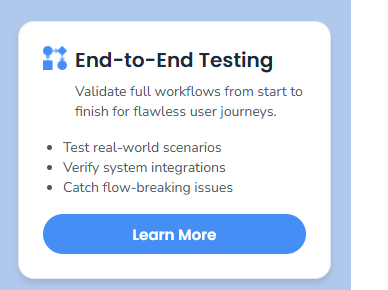 End-to-End Testing
Validate full workflows from start to
finish for flawless user journeys.
• Test real-world scenarios
• Verify system integrations
• Catch flow-breaking issues
Learn More